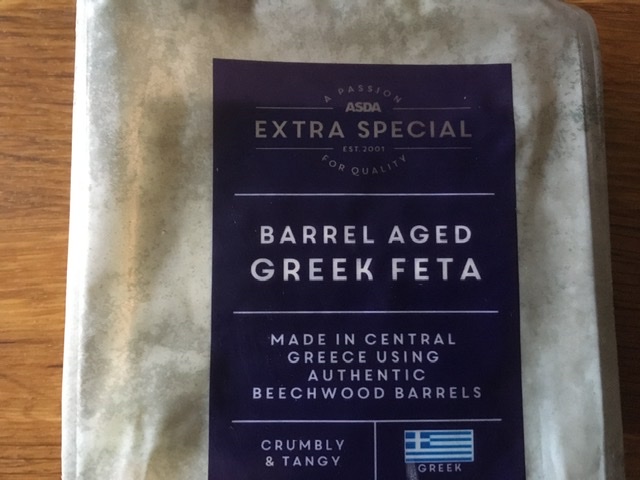 A PASSION
ASDA
EXTRA SPECIAL
EST.2001
FOR QUALITY
BARREL AGED
GREEK FETA
MADE IN CENTRAL
GREECE USING
AUTHENTIC
BEECHWOOD BARRELS
CRUMBLY
& TANGY
GREEK